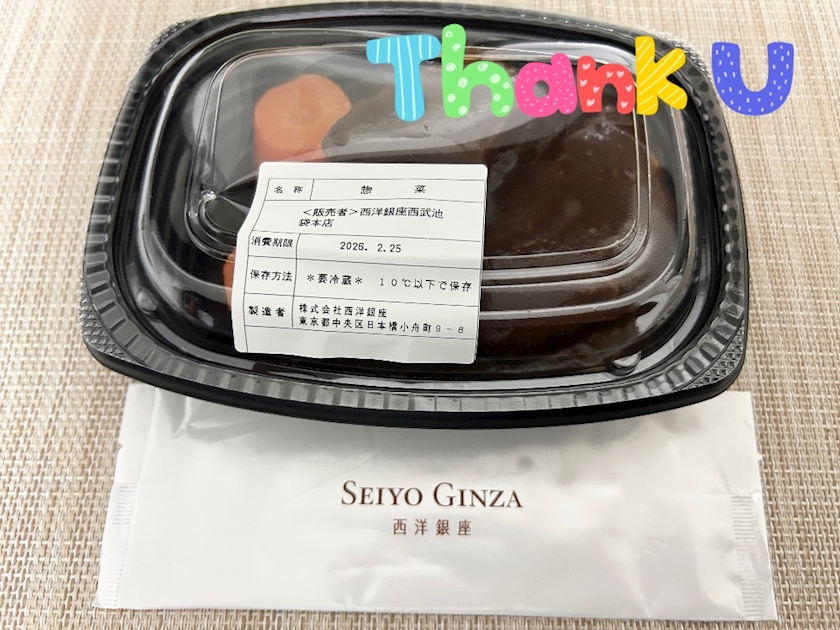 Thank U
名称 惣菜
<販売者>西洋銀座西武池
袋本店
消費期限 2026. 2.25
保存方法 *要冷蔵* 10℃以下で保存
製造者 株式会社西洋銀座
東京都中央区日本橋小舟町9-8
SEIYO GINZA
西洋銀座